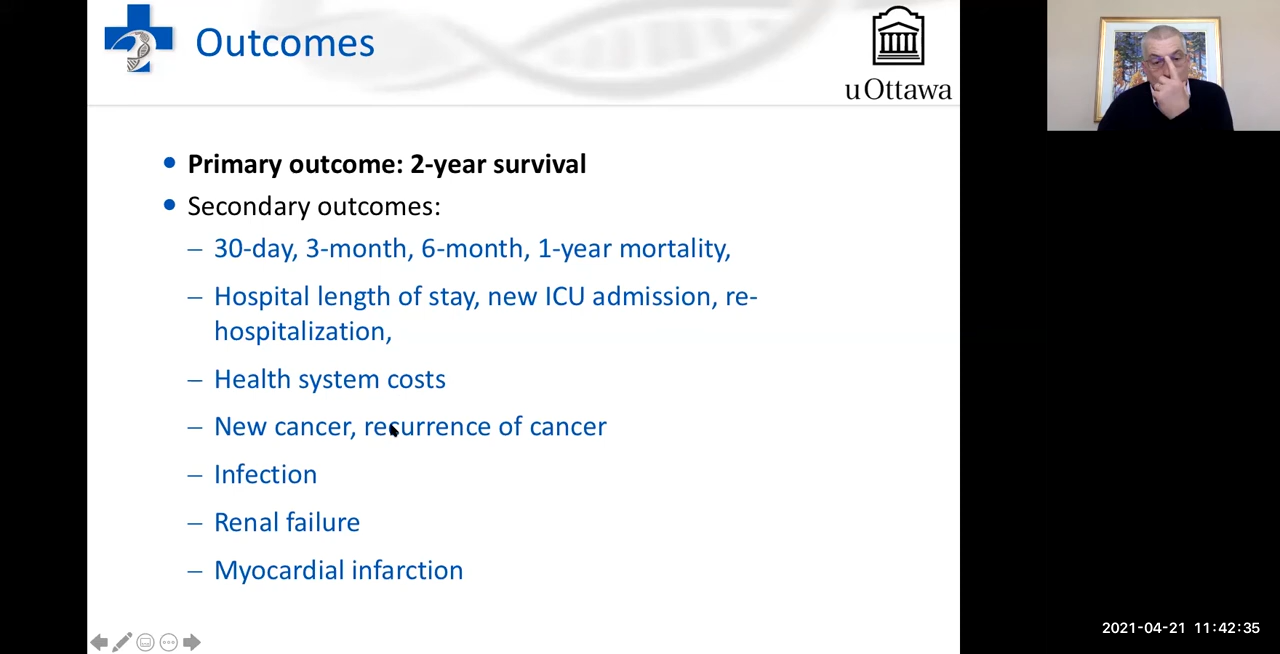 Outcomes
uOttawa
• Primary outcome: 2-year survival
• Secondary outcomes:
– 30-day, 3-month, 6-month, 1-year mortality,
– Hospital length of stay, new ICU admission, re-
hospitalization,
– Health system costs
– New cancer, recurrence of cancer
– Infection
– Renal failure
– Myocardial infarction
2021-04-21 11:42:35